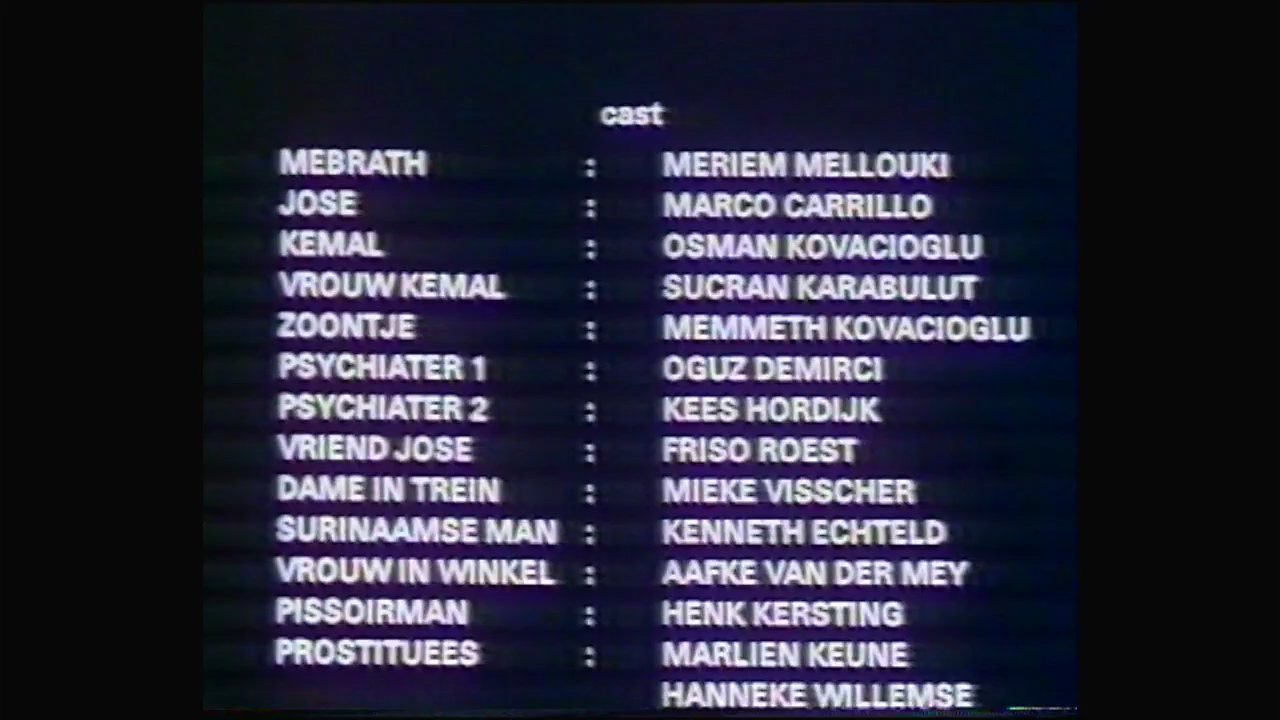 cast
MEBRATH : MERIEM MELLOUKI
JOSE : MARCO CARRILLO
KEMAL : OSMAN KOVACIOGLU
VROUW KEMAL : SUCRAN KARABULUT
ZOONTJE : MEMMETH KOVACIOGLU
PSYCHIATER 1 : OGUZ DEMIRCI
PSYCHIATER 2 : KEES HORDIJK
VRIEND JOSE : FRISO ROEST
DAME IN TREIN : MIEKE VISSCHER
SURINAAMSE MAN : KENNETH ECHTELD
VROUW IN WINKEL : AAFKE VAN DER MEY
PISSOIRMAN : HENK KERSTING
PROSTITUEES : MARLIEN KEUNE
HANNEKE WILLEMSE